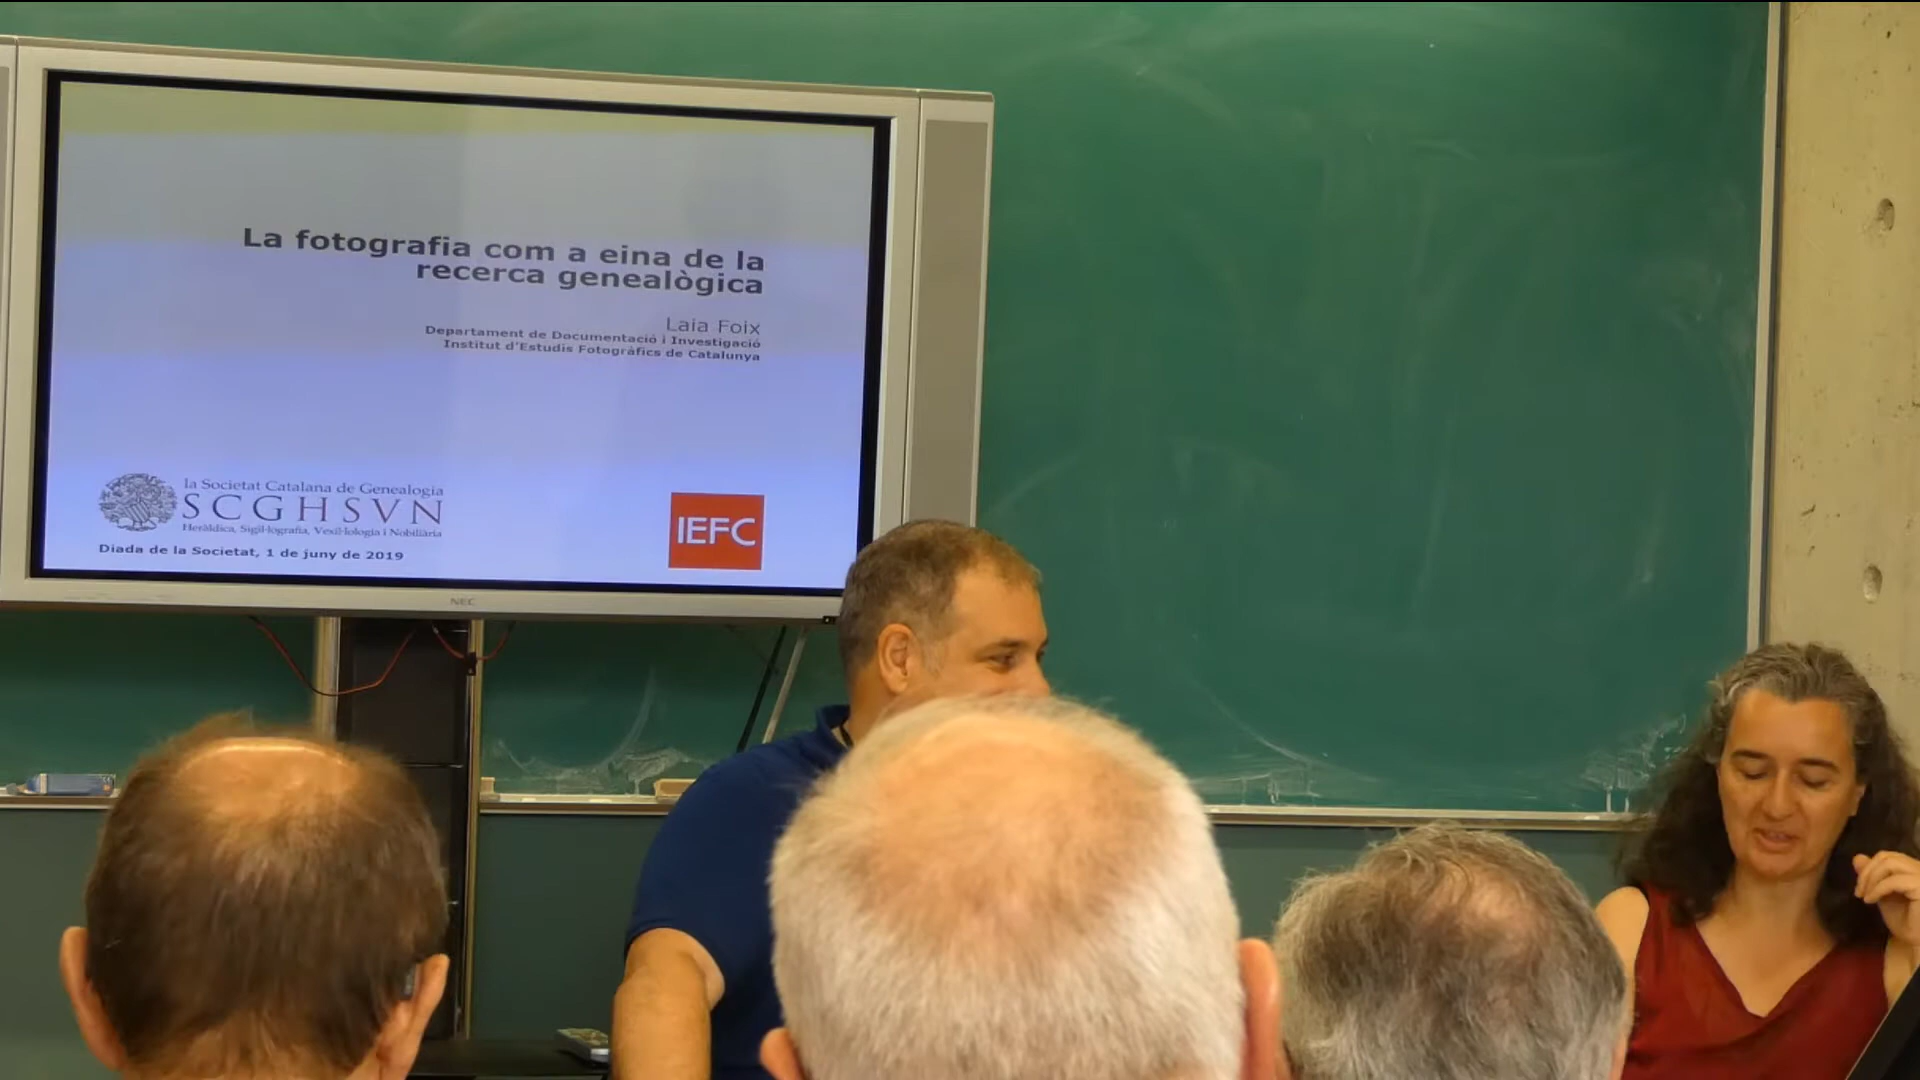 La fotografia com a eina de la
recerca genealògica
Laia Foix
Departament de Documentació i Investigació
Institut d'Estudis Fotogràfics de Catalunya
la Societat Catalana de Genealogia
SCGHSVN
Heràldica, Sigil·lografia, Vexil·lologia i Nobiliària
Diada de la Societat, 1 de juny de 2019
IEFC
NEC